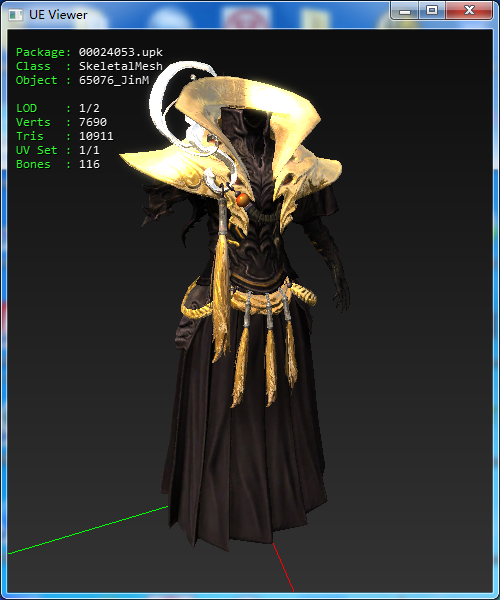 UE Viewer
Package: 00024053.upk
Class : SkeletalMesh
Object : 65076_JinM
LOD : 1/2
Verts : 7690
Tris : 10911
UV Set : 1/1
Bones : 116